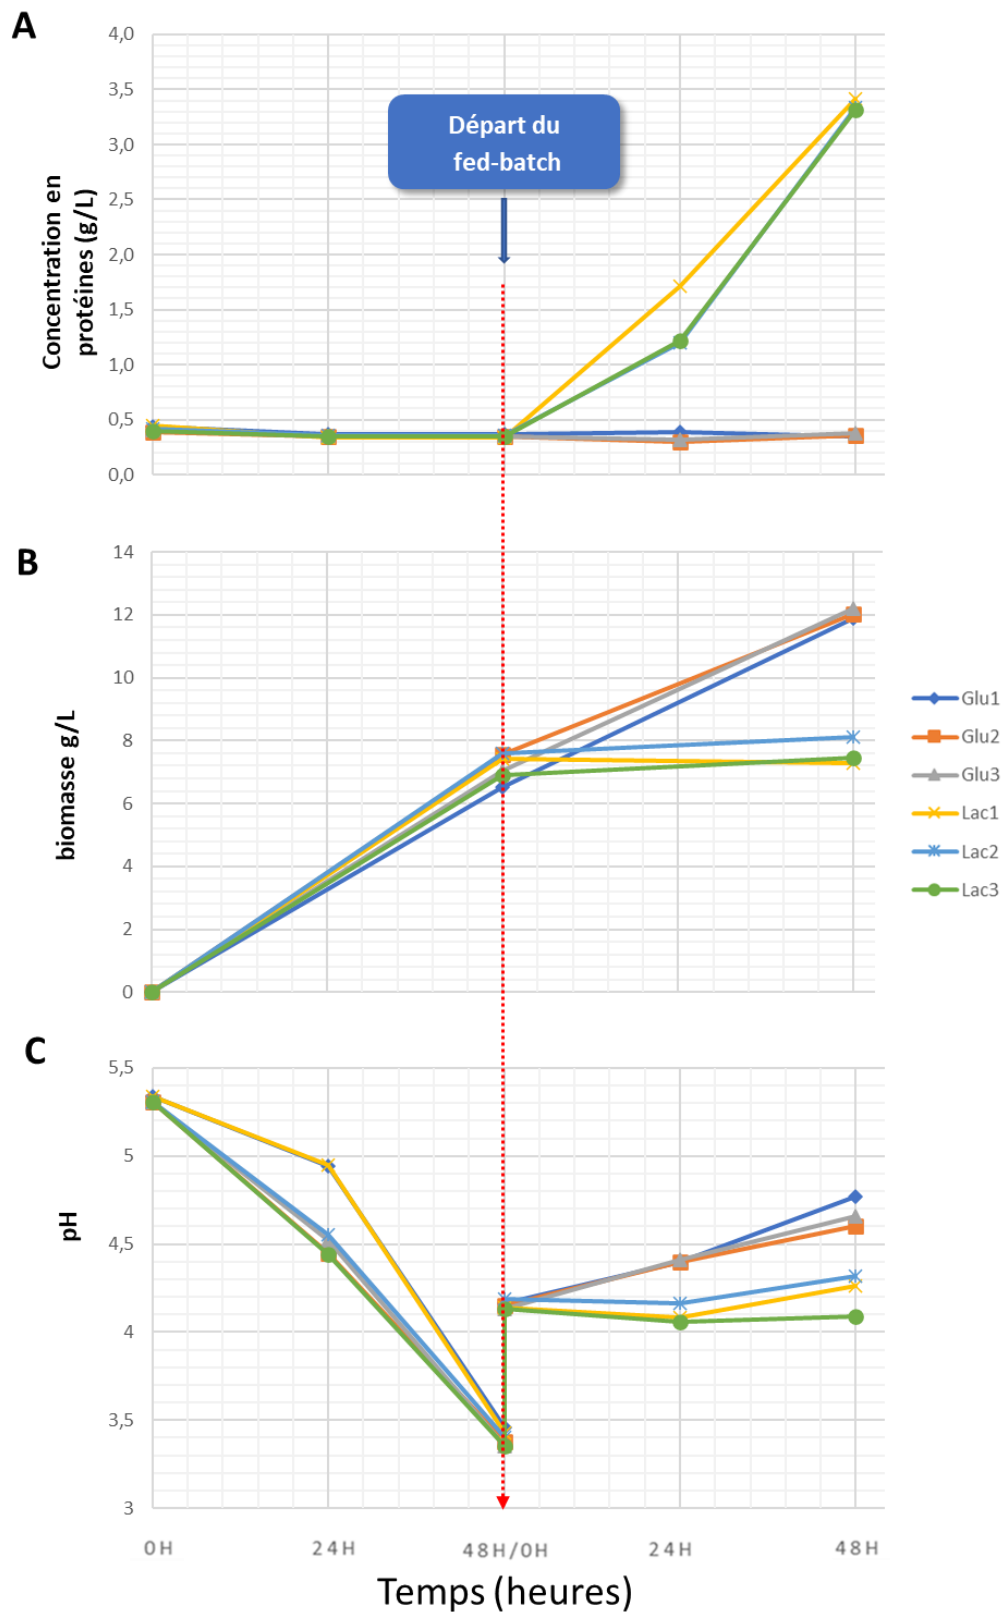 A
4,0
3,5
3,0
2,5
2,0
1,5
1,0
0,5
0,0
Concentration en
protéines (g/L)
Départ du
fed-batch
B
14
12
10
8
6
4
2
0
biomasse g/L
Glu1
Glu2
Glu3
Lac1
Lac2
Lac3
C
5,5
5
4,5
4
3,5
3
pH
0H
24H
48H/0H
24H
48H
Temps (heures)